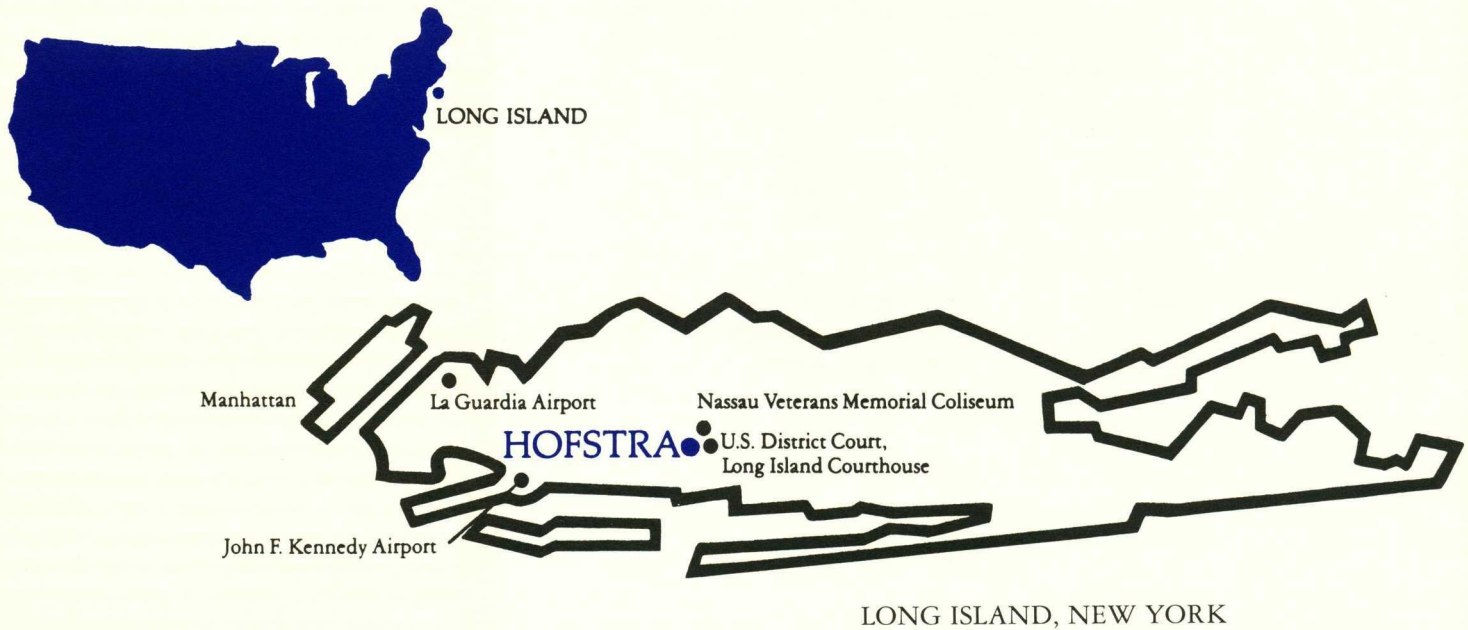 LONG ISLAND
Manhattan
La Guardia Airport
Nassau Veterans Memorial Coliseum
HOFSTRA
U.S. District Court,
Long Island Courthouse
John F. Kennedy Airport
LONG ISLAND, NEW YORK